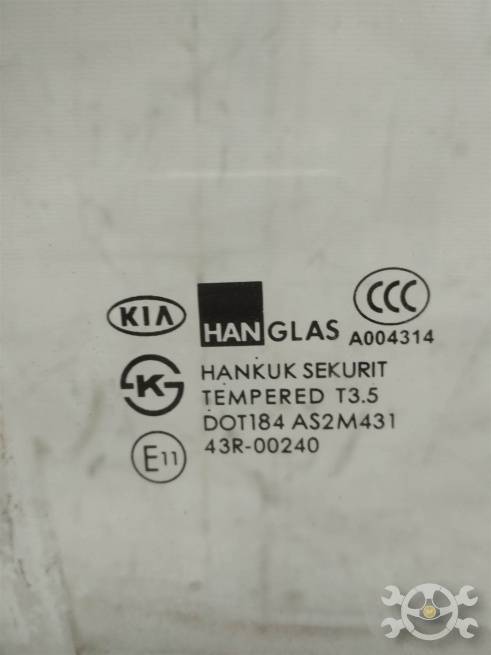 KIA HANGLAS CCC
A004314
K HANKUK SEKURIT
TEMPERED T3.5
DOT184 AS2M431
E11 43R-00240